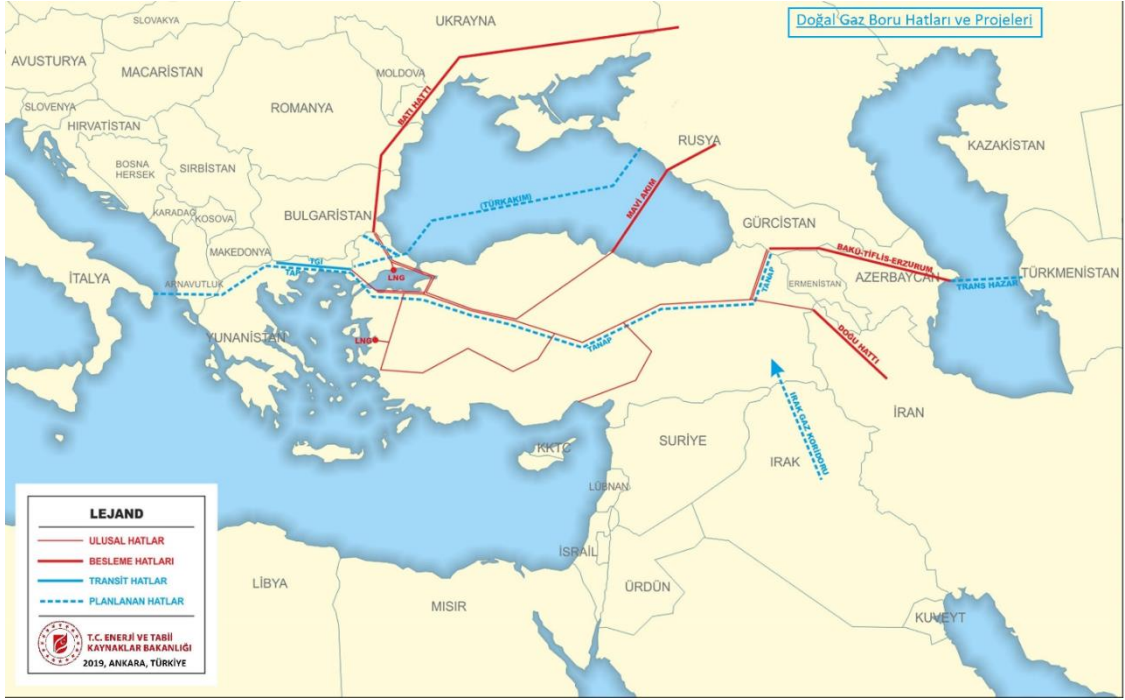 Doğal Gaz Boru Hatları ve Projeleri
SLOVAKYA
UKRAYNA
AVUSTURYA
MACARİSTAN
MOLDOVA
SLOVENYA
HIRVATİSTAN
ROMANYA
BATI HATTI
RUSYA
KAZAKİSTAN
BOSNA
HERSEK
SIRBİSTAN
(TÜRKAKIM)
MAVİ AKIM
KARADAĞ
KOSOVA
BULGARİSTAN
GÜRCİSTAN
MAKEDONYA
BAKÜ-TİFLİS-ERZURUM
İTALYA
ARNAVUTLUK
TGI
TAP
LNG
TANAP
ERMENİSTAN
AZERBAYCAN
TRANS HAZAR
TÜRKMENİSTAN
YUNANİSTAN
LNG
TANAP
DOĞU HATTI
IRAK GAZ KORİDORU
İRAN
KKTC
SURİYE
IRAK
LÜBNAN
İSRAİL
ÜRDÜN
LİBYA
MISIR
KUVEYT
LEJAND
ULUSAL HATLAR
BESLEME HATLARI
TRANSİT HATLAR
PLANLANAN HATLAR
T.C. ENERJİ VE TABİİ
KAYNAKLAR BAKANLIĞI
2019, ANKARA, TÜRKİYE